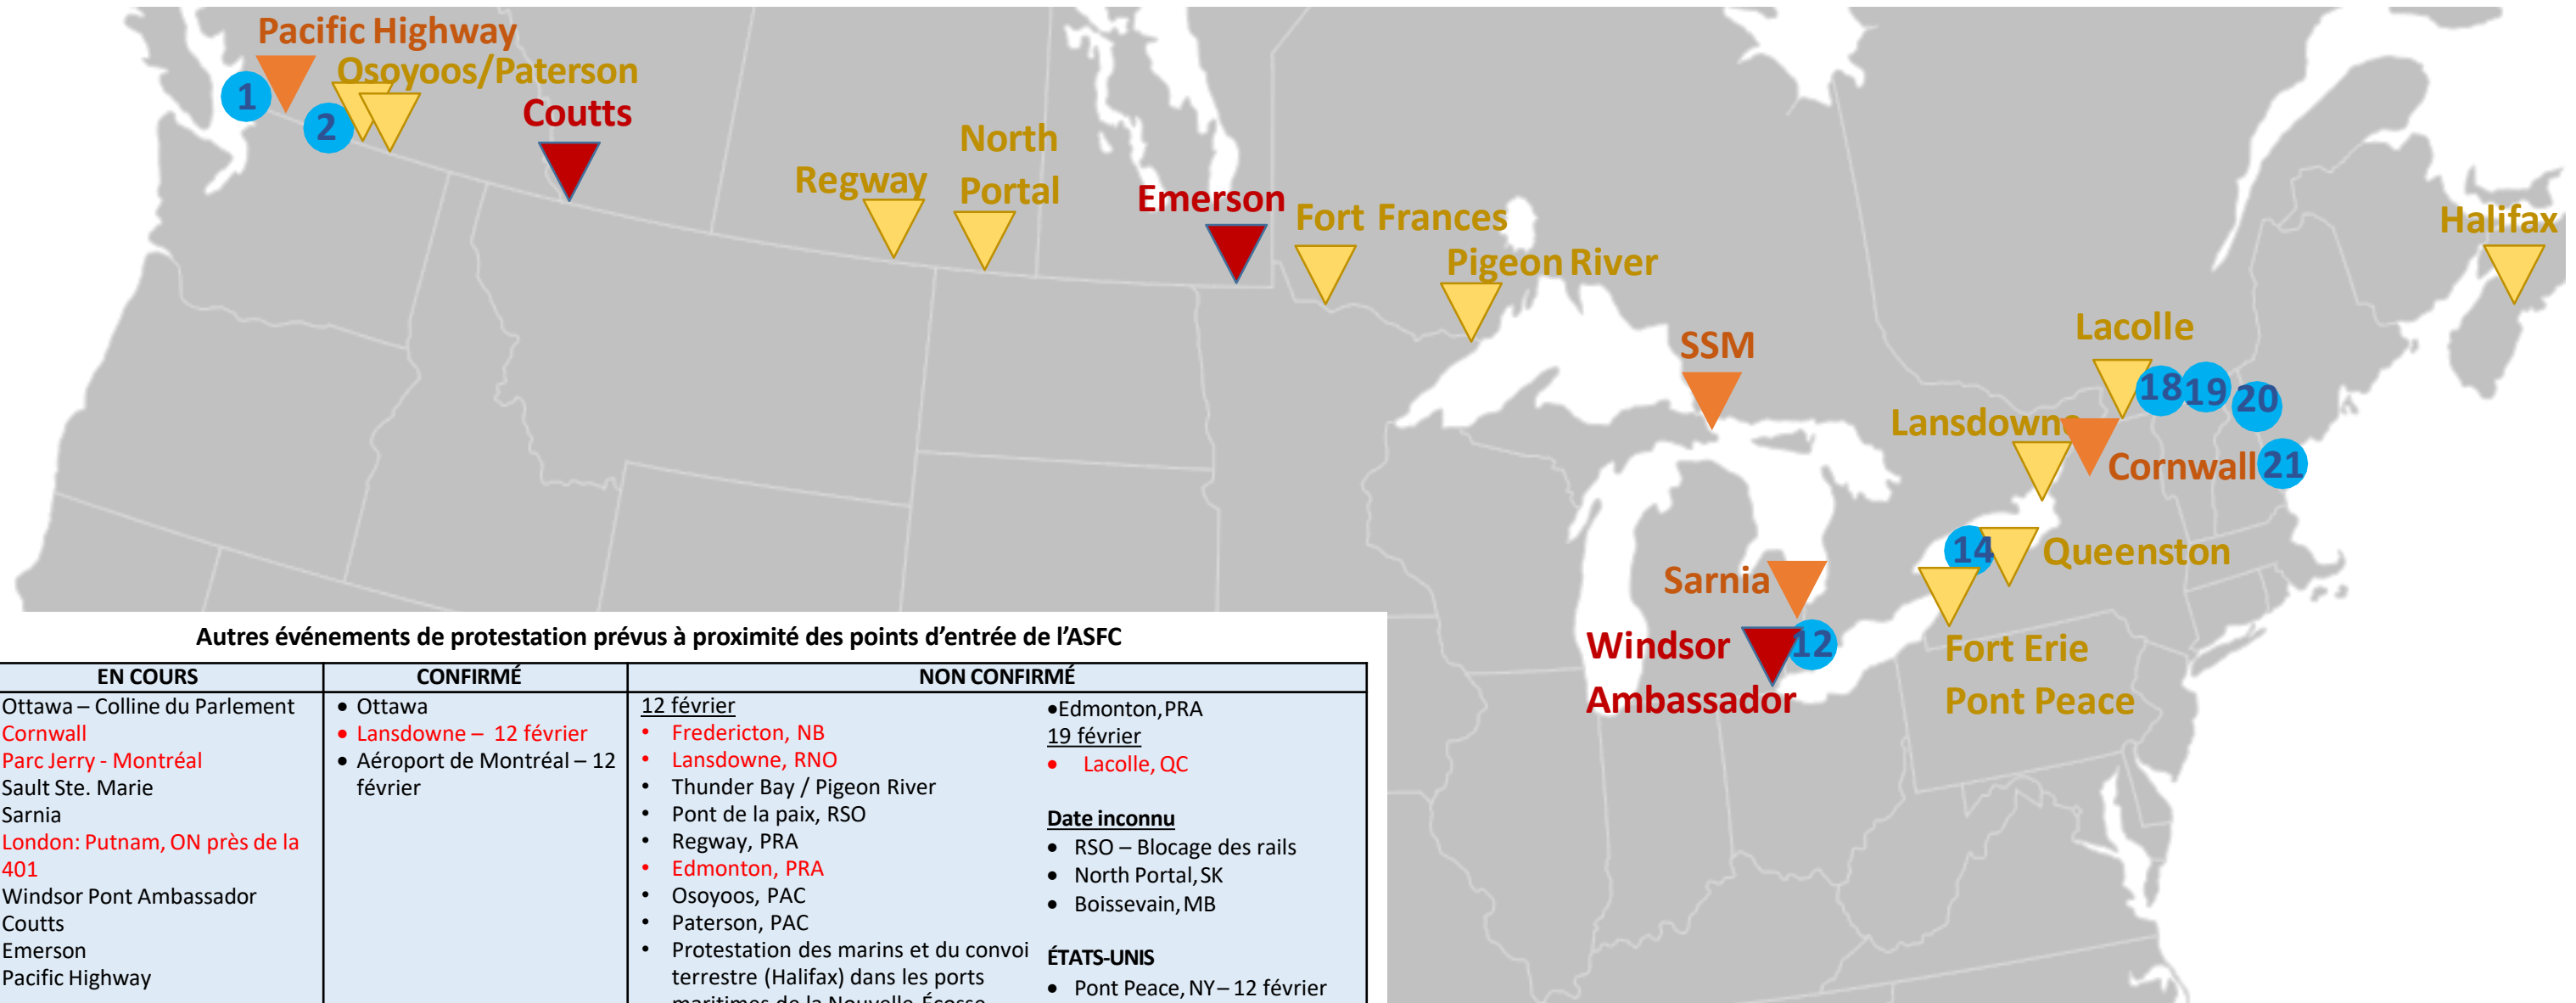 Pacific Highway
Osoyoos/Paterson
1
2
Coutts
North
Portal
Regway
Emerson
Fort Frances
Pigeon River
Halifax
SSM
Lacolle
18
19
20
Lansdowne
Cornwall
21
14
Queenston
Sarnia
Windsor
Ambassador
12
Fort Erie
Pont Peace
Autres événements de protestation prévus à proximité des points d’entrée de l’ASFC
EN COURS
Ottawa – Colline du Parlement
Cornwall
Parc Jerry - Montréal
Sault Ste. Marie
Sarnia
London: Putnam, ON près de la
401
Windsor Pont Ambassador
Coutts
Emerson
Pacific Highway
CONFIRMÉ
• Ottawa
• Lansdowne – 12 février
• Aéroport de Montréal – 12
février
NON CONFIRMÉ
12 février
• Fredericton, NB
• Lansdowne, RNO
• Thunder Bay / Pigeon River
• Pont de la paix, RSO
• Regway, PRA
• Edmonton, PRA
• Osoyoos, PAC
• Paterson, PAC
• Protestation des marins et du convoi
terrestre (Halifax) dans les ports
maritimes de la Nouvelle-Écosse
•Edmonton, PRA
19 février
• Lacolle, QC
Date inconnu
• RSO – Blocage des rails
• North Portal, SK
• Boissevain, MB
ÉTATS-UNIS
• Pont Peace, NY – 12 février